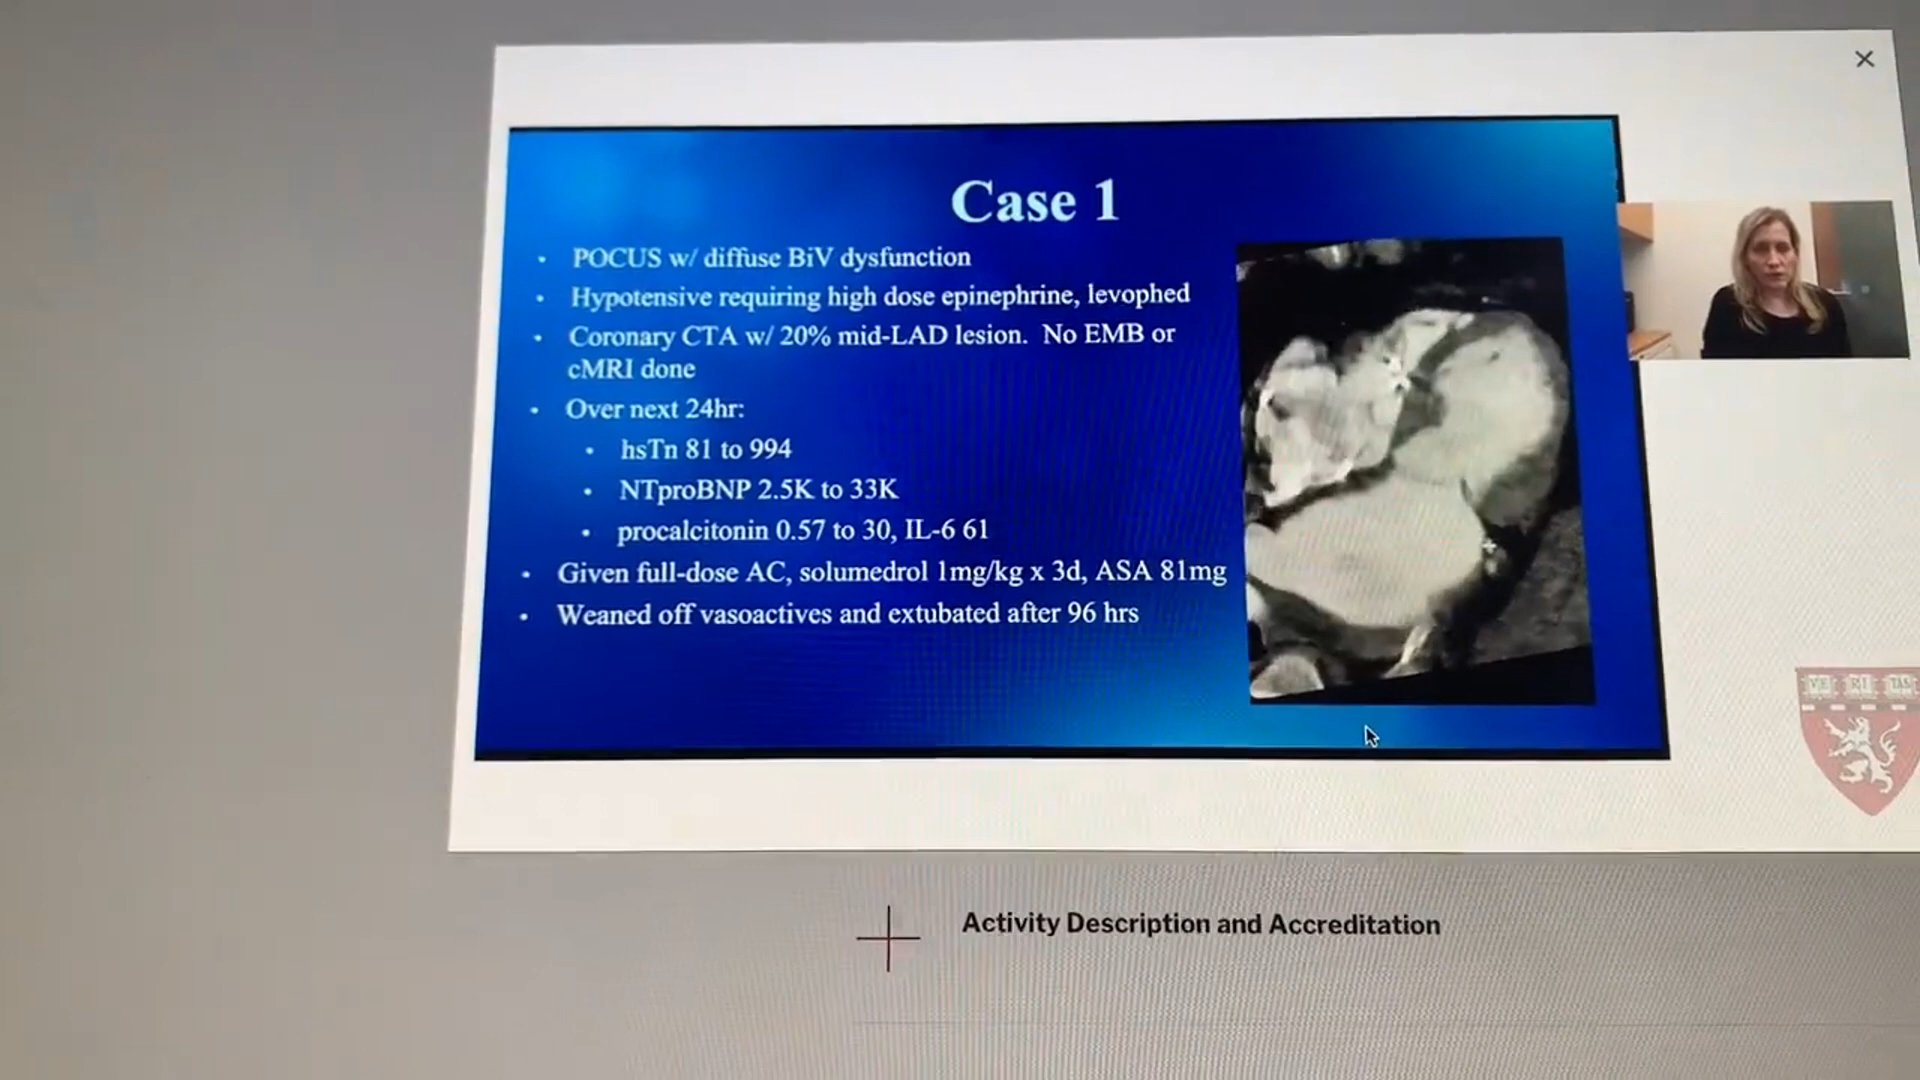 Case 1
• POCUS w/ diffuse BiV dysfunction
• Hypotensive requiring high dose epinephrine, levophed
• Coronary CTA w/ 20% mid-LAD lesion. No EMB or
cMRI done
• Over next 24hr:
• hsTn 81 to 994
• NTproBNP 2.5K to 33K
• procalcitonin 0.57 to 30, IL-6 61
• Given full-dose AC, solumedrol 1mg/kg x 3d, ASA 81mg
• Weaned off vasoactives and extubated after 96 hrs
VE RI TAS
Activity Description and Accreditation